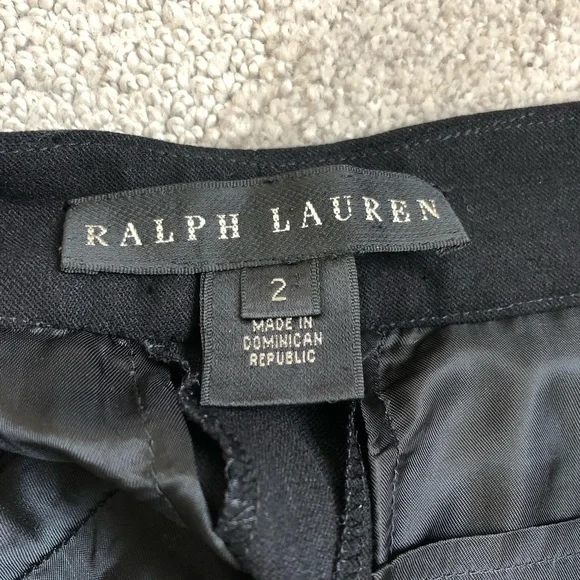 RALPH LAUREN
2
MADE IN
DOMINICAN
REPUBLIC